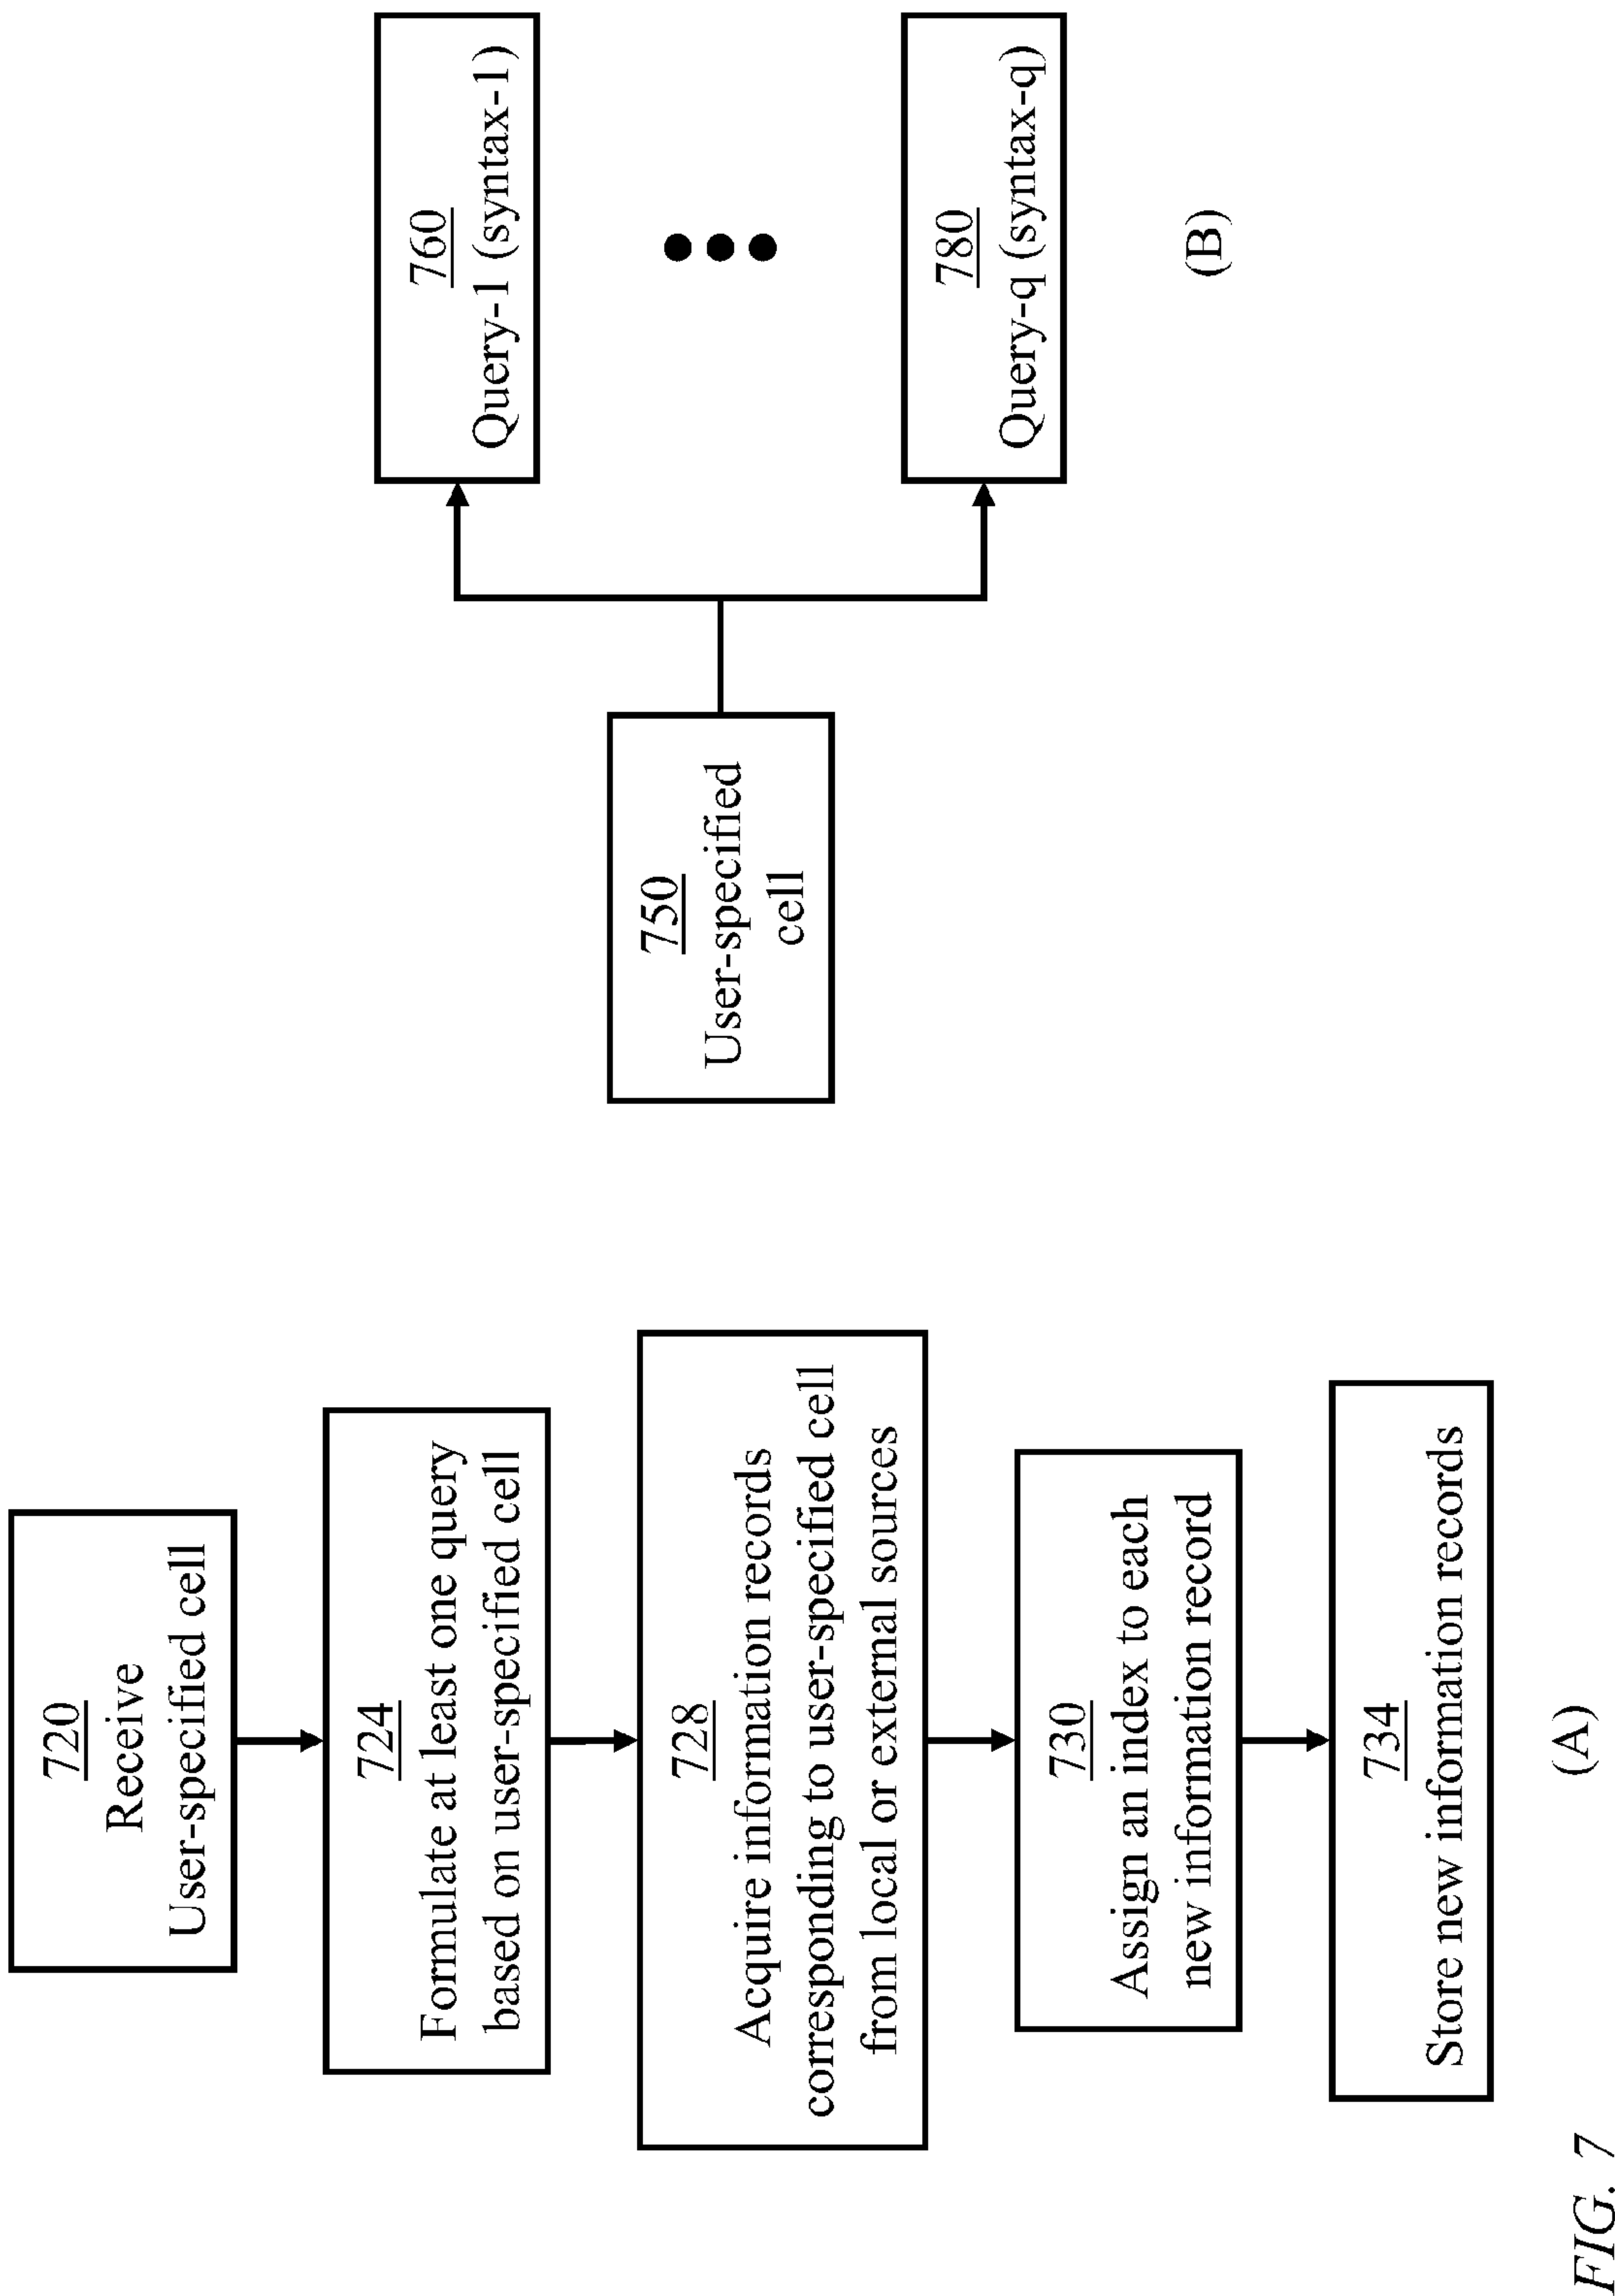 720
Receive
User-specified cell
724
Formulate at least one query
based on user-specified cell
728
Acquire information records
corresponding to user-specified cell
from local or external sources
730
Assign an index to each
new information record
734
Store new information records
(A)
750
User-specified
cell
760
Query-1 (syntax-1)
780
Query-q (syntax-q)
(B)
FIG. 7